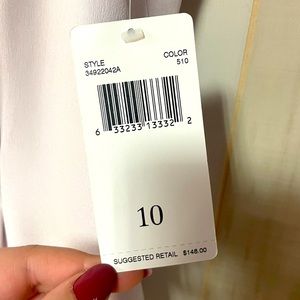 STYLE COLOR
34922042A 510
6 33233 13332 2
10
SUGGESTED RETAIL $148.00